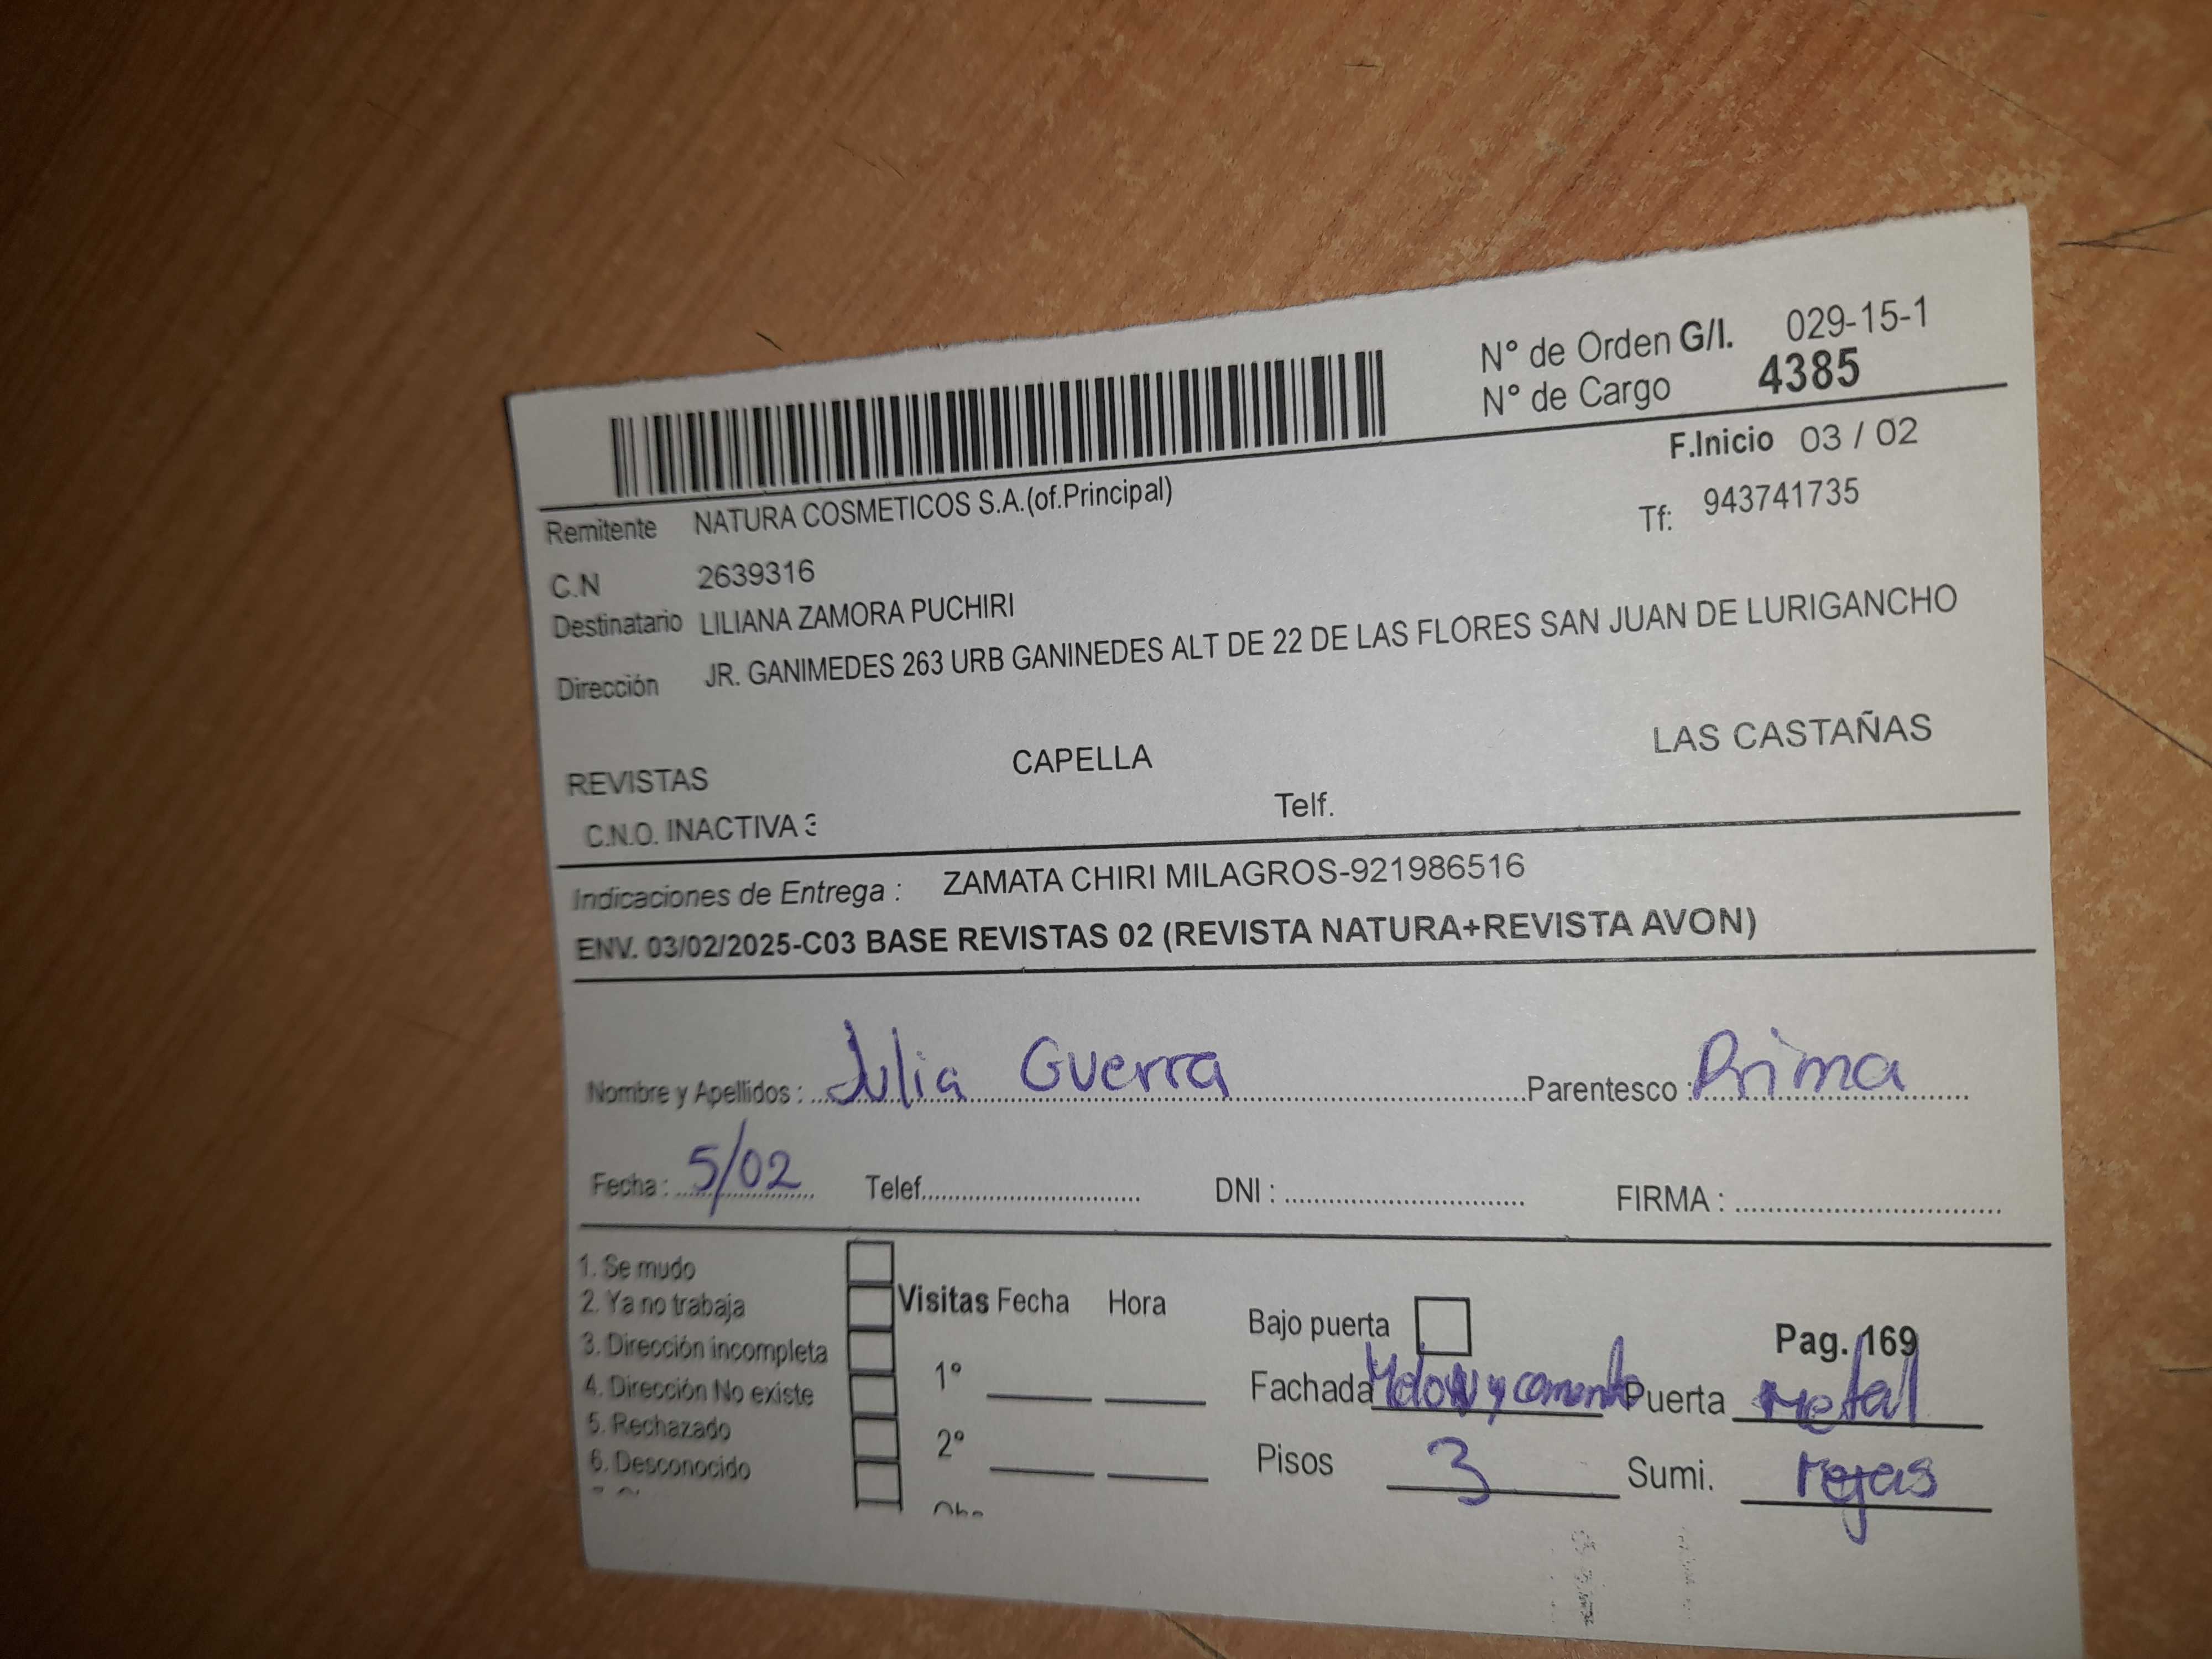 N° de Orden G/I. 029-15-1
N° de Cargo 4385
F.Inicio 03 / 02
Remitente NATURA COSMETICOS S.A.(of.Principal)
Tf: 943741735
C.N 2639316
Destinatario LILIANA ZAMORA PUCHIRI
Dirección JR. GANIMEDES 263 URB GANINEDES ALT DE 22 DE LAS FLORES SAN JUAN DE LURIGANCHO
REVISTAS CAPELLA LAS CASTAÑAS
C.N.O. INACTIVA 3 Telf.
Indicaciones de Entrega : ZAMATA CHIRI MILAGROS-921986516
ENV. 03/02/2025-C03 BASE REVISTAS 02 (REVISTA NATURA+REVISTA AVON)
Nombre y Apellidos : Julia Guerra Parentesco : Prima
Fecha : 5/02 Telef. DNI : FIRMA :
1. Se mudo
2. Ya no trabaja
3. Dirección incompleta
4. Dirección No existe
5. Rechazado
6. Desconocido
Visitas Fecha Hora
1°
2°
Bajo puerta Pag. 169
Fachada y cemento Puerta metal
Pisos 3 Sumi. rejas